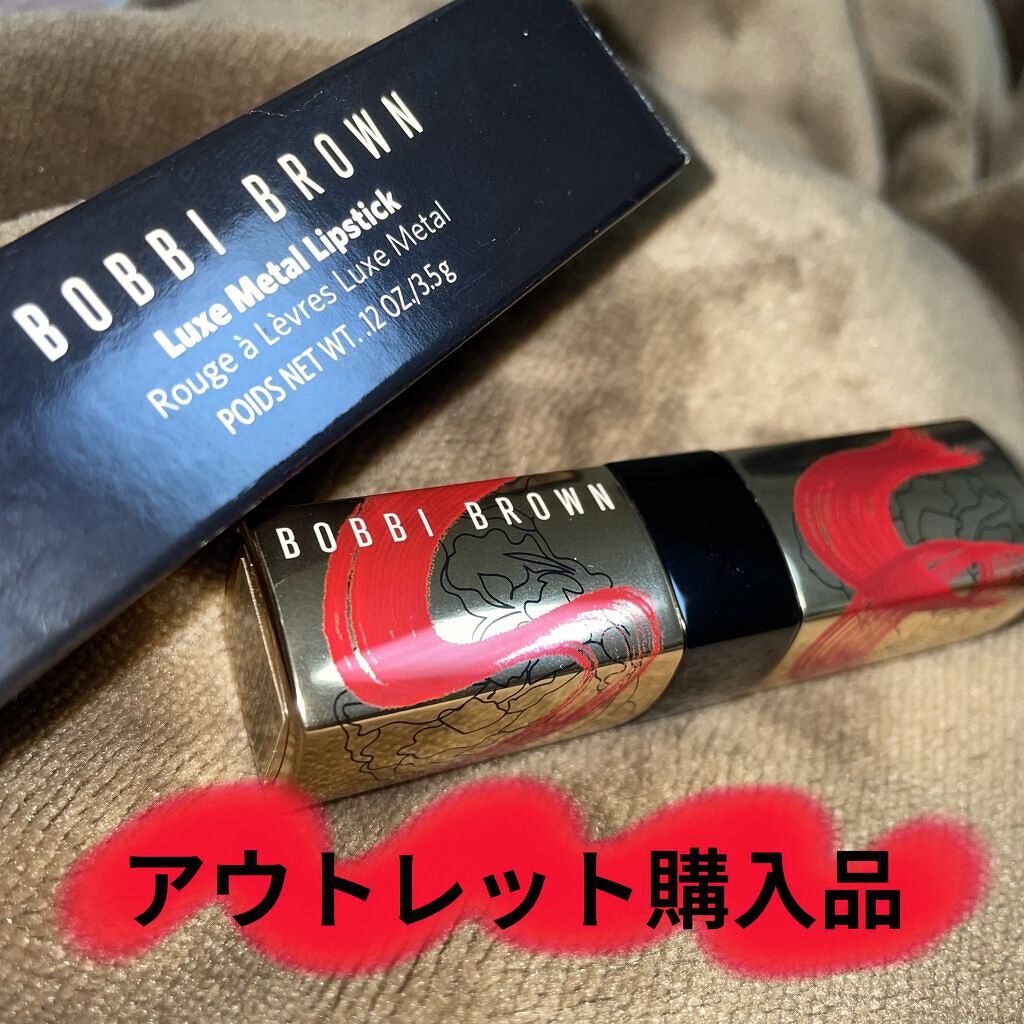 BOBBI BROWN
Luxe Metal Lipstick
Rouge à Lèvres Luxe Metal
POIDS NET WT. .12 OZ./3.5g
BOBBI BROWN
アウトレット購入品